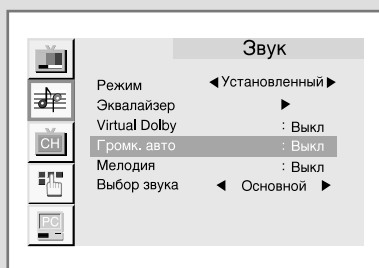 Звук
Режим ◀ Установленный ▶
Эквалайзер ▶
Virtual Dolby : Выкл
Громк. авто : Выкл
Мелодия : Выкл
Выбор звука ◀ Основной ▶
CH
PC